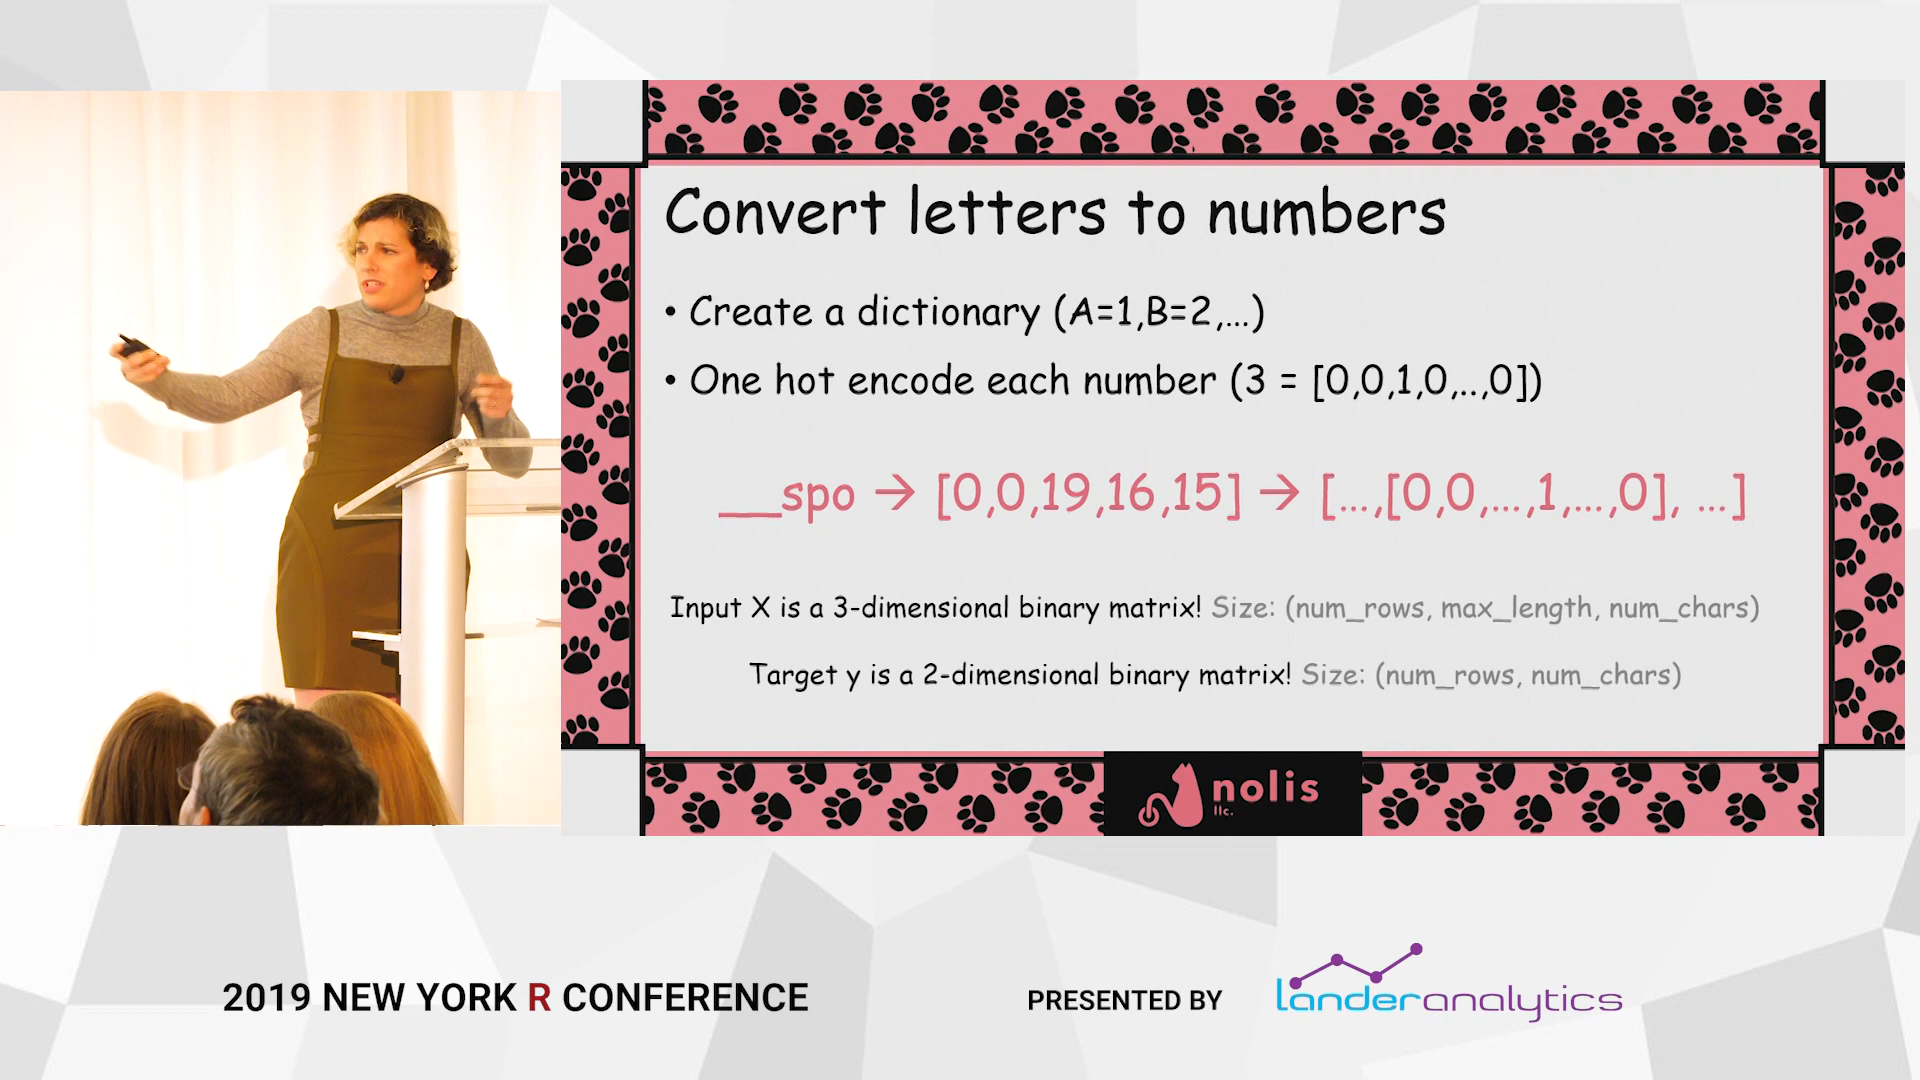 Convert letters to numbers
• Create a dictionary (A=1,B=2,...)
• One hot encode each number (3 = [0,0,1,0,..,0])
__spo → [0,0,19,16,15] → [...,[0,0,...,1,...,0], ...]
Input X is a 3-dimensional binary matrix! Size: (num_rows, max_length, num_chars)
Target y is a 2-dimensional binary matrix! Size: (num_rows, num_chars)
nolis
llc.
2019 NEW YORK R CONFERENCE
PRESENTED BY
landeranalytics